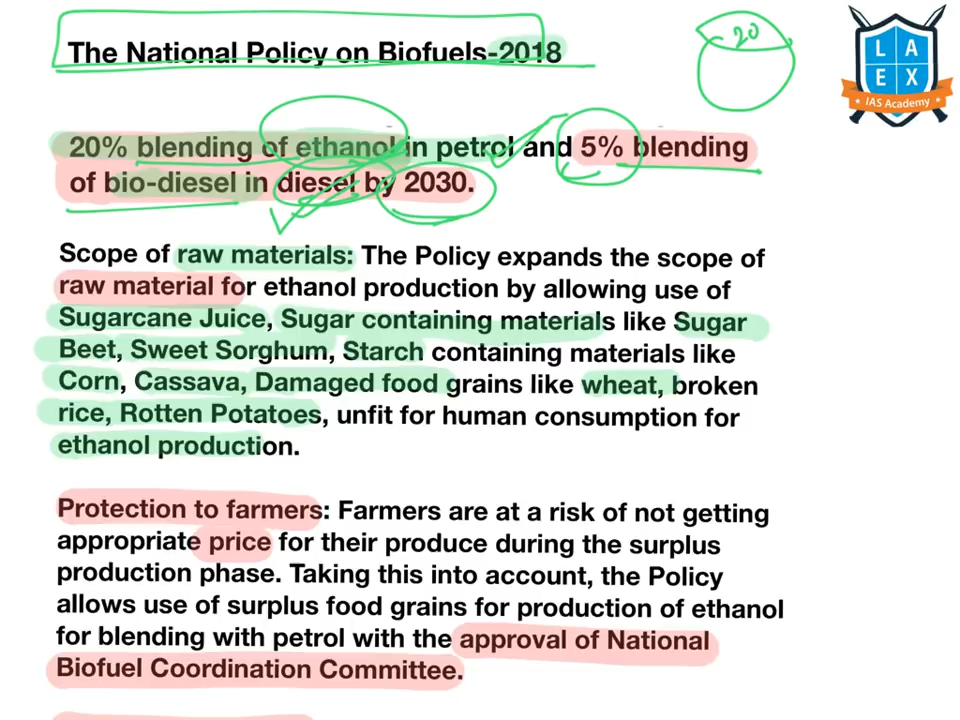 The National Policy on Biofuels-2018
20
L A
E X
IAS Academy
20% blending of ethanol in petrol and 5% blending
of bio-diesel in diesel by 2030.
Scope of raw materials: The Policy expands the scope of
raw material for ethanol production by allowing use of
Sugarcane Juice, Sugar containing materials like Sugar
Beet, Sweet Sorghum, Starch containing materials like
Corn, Cassava, Damaged food grains like wheat, broken
rice, Rotten Potatoes, unfit for human consumption for
ethanol production.
Protection to farmers: Farmers are at a risk of not getting
appropriate price for their produce during the surplus
production phase. Taking this into account, the Policy
allows use of surplus food grains for production of ethanol
for blending with petrol with the approval of National
Biofuel Coordination Committee.